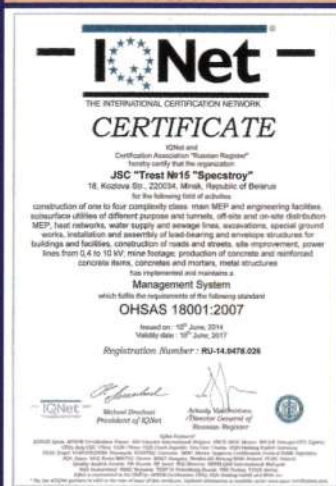 IQNet
THE INTERNATIONAL CERTIFICATION NETWORK
CERTIFICATE
IQNet and
Certification Association "Russian Register"
hereby certify that the organization
JSC "Trest №15 "Specstroy"
18, Kozlova Str., 220034, Minsk, Republic of Belarus
for the following field of activities
construction of one to four complexity class: main MEP and engineering facilities,
subsurface utilities of different purpose and tunnels, off-site and on-site distribution
MEP, heat networks, water supply and sewage lines, excavations, special ground
works, installation and assembly of load-bearing and envelope structures for
buildings and facilities, construction of roads and streets, site improvement, power
lines from 0,4 to 10 kV; mine footage; production of concrete and reinforced
concrete items, concretes and mortars, metal structures
has implemented and maintains a
Management System
which fulfils the requirements of the following standard
OHSAS 18001:2007
Issued on: 10th June, 2014
Validity date: 10th June, 2017
Registration Number: RU-14.0478.026
IQNet
Michael Drechsel
President of IQNet
Director General of
Russian Register